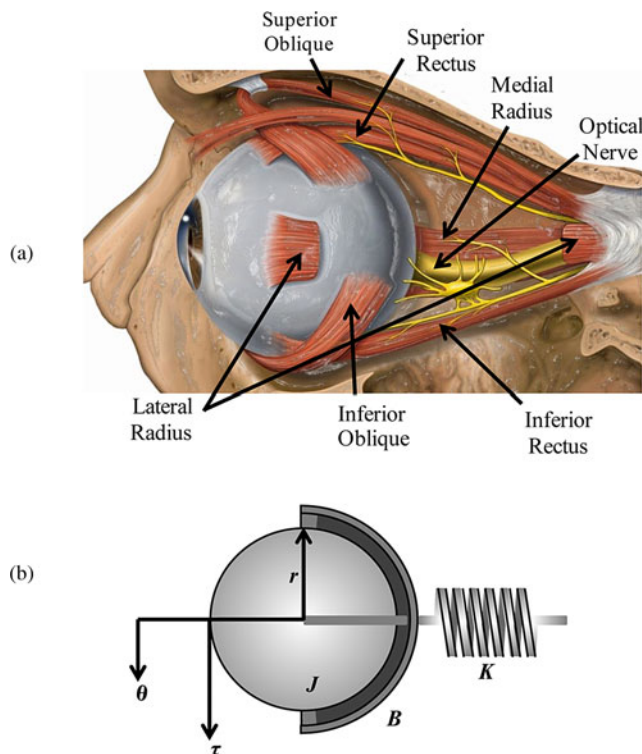 Superior
Oblique
Superior
Rectus
Medial
Radius
Optical
Nerve
(a)
Lateral
Radius
Inferior
Oblique
Inferior
Rectus
(b)
r
θ
J
τ
B
K